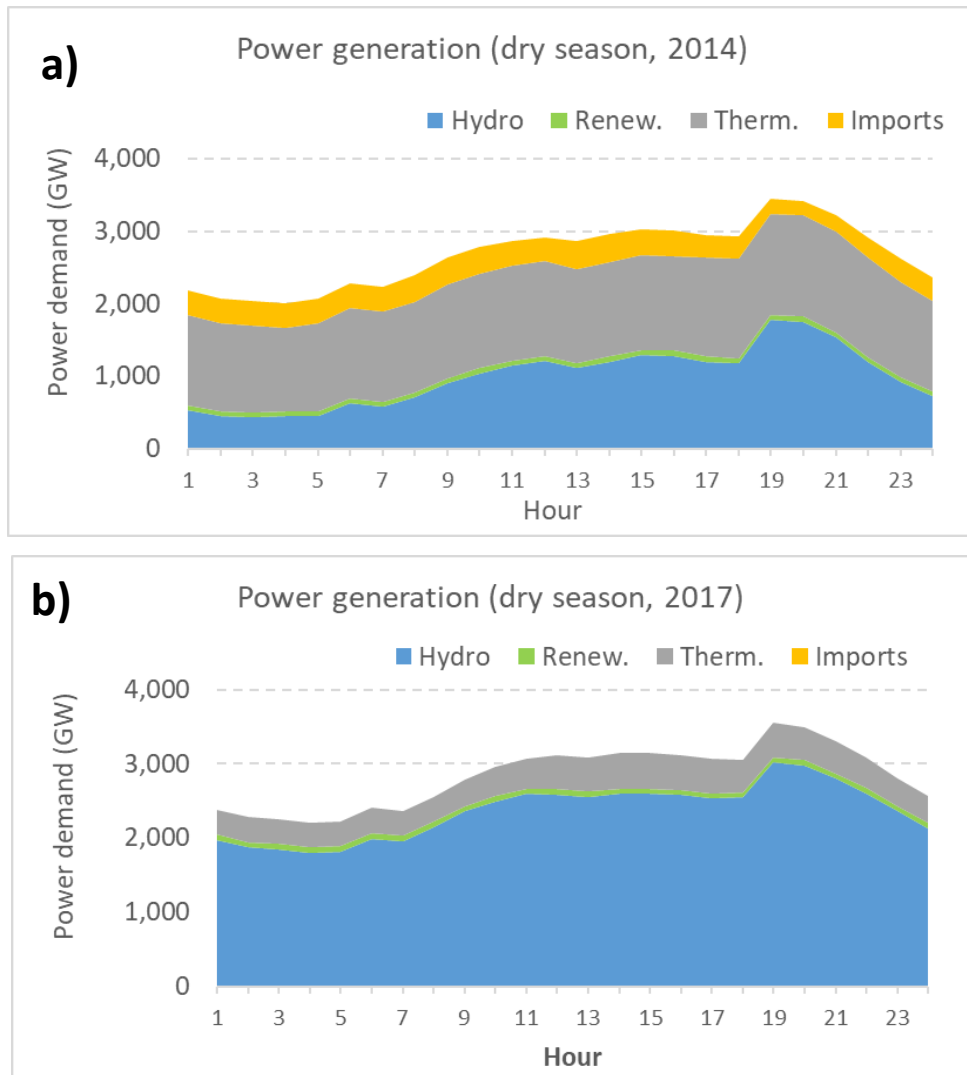 a)
Power generation (dry season, 2014)
Hydro Renew. Therm. Imports
Power demand (GW)
4,000
3,000
2,000
1,000
0
1 3 5 7 9 11 13 15 17 19 21 23
Hour
b)
Power generation (dry season, 2017)
Hydro Renew. Therm. Imports
Power demand (GW)
4,000
3,000
2,000
1,000
0
1 3 5 7 9 11 13 15 17 19 21 23
Hour